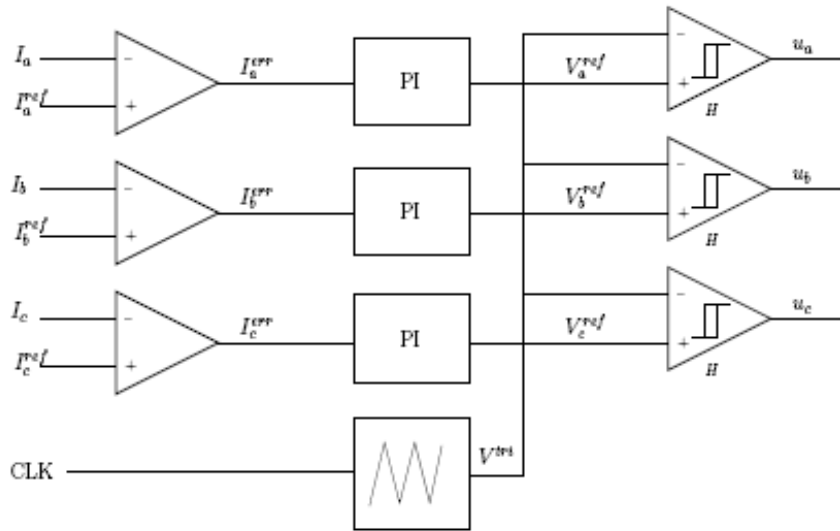 I_a − I_a^{err} PI V_a^{ref} − u_a
I_a^{ref} + + H
I_b − I_b^{err} PI V_b^{ref} − u_b
I_b^{ref} + + H
I_c − I_c^{err} PI V_c^{ref} − u_c
I_c^{ref} + + H
CLK V^{tri}